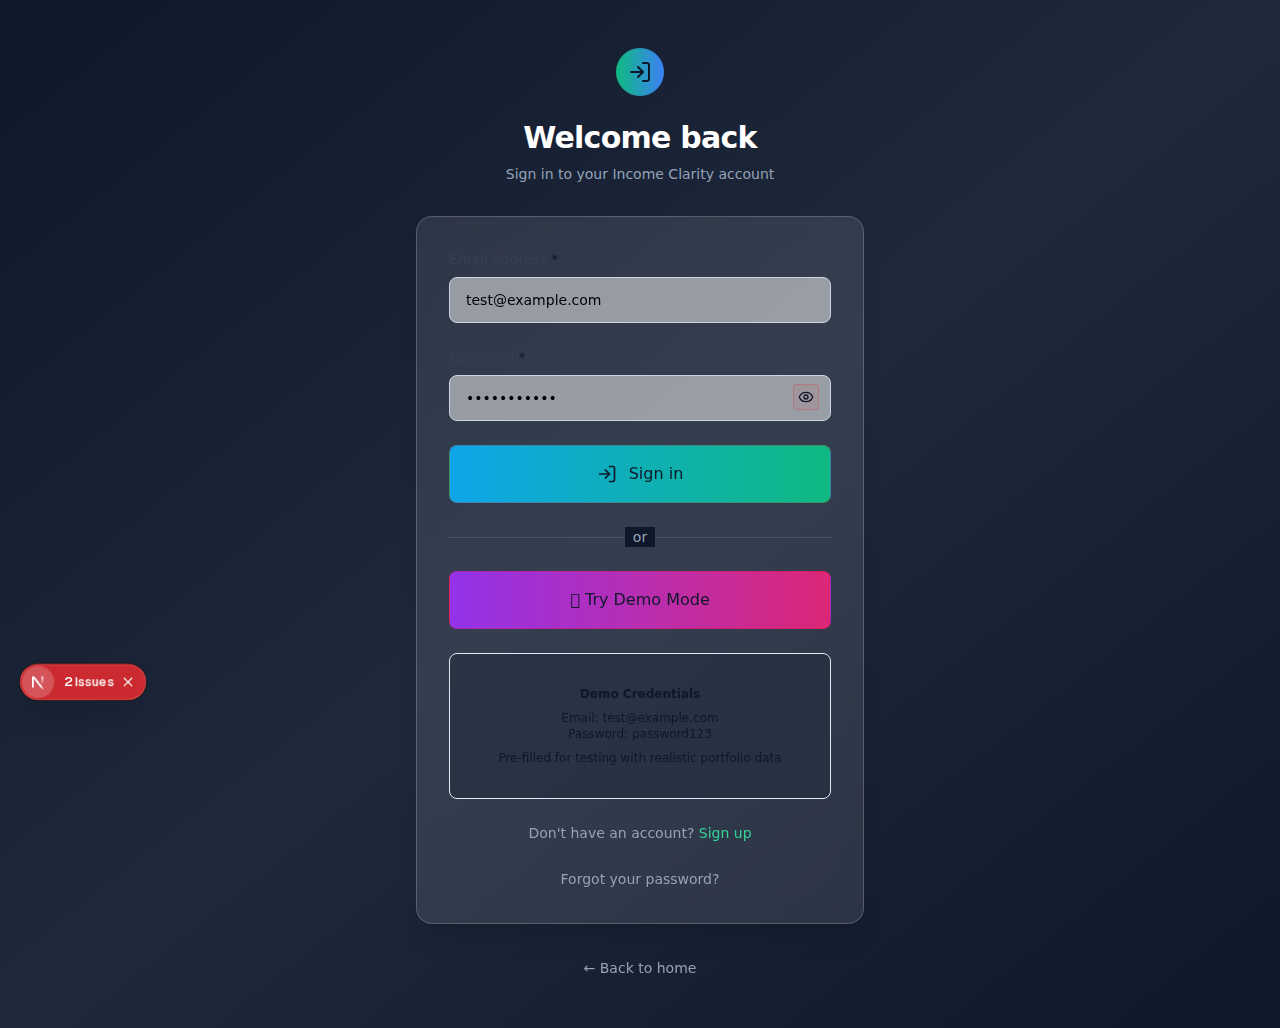 Welcome back
Sign in to your Income Clarity account
Email address *
test@example.com
Password *
•••••••••••
Sign in
or
Try Demo Mode
Demo Credentials
Email: test@example.com
Password: password123
Pre-filled for testing with realistic portfolio data
Don't have an account? Sign up
Forgot your password?
← Back to home
N 2 Issues ×